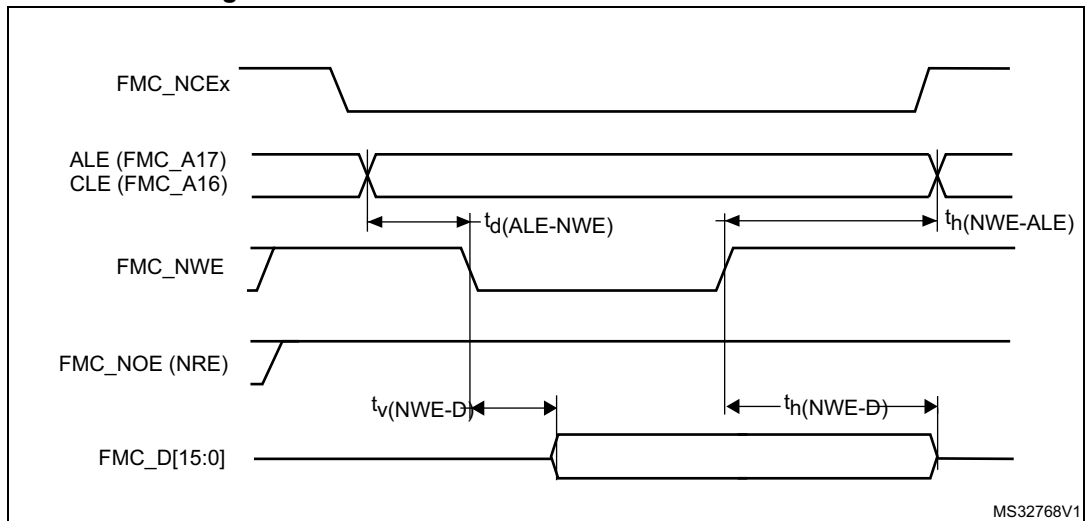 FMC_NCEx
ALE (FMC_A17)
CLE (FMC_A16)
td(ALE-NWE)
th(NWE-ALE)
FMC_NWE
FMC_NOE (NRE)
tv(NWE-D)
th(NWE-D)
FMC_D[15:0]
MS32768V1